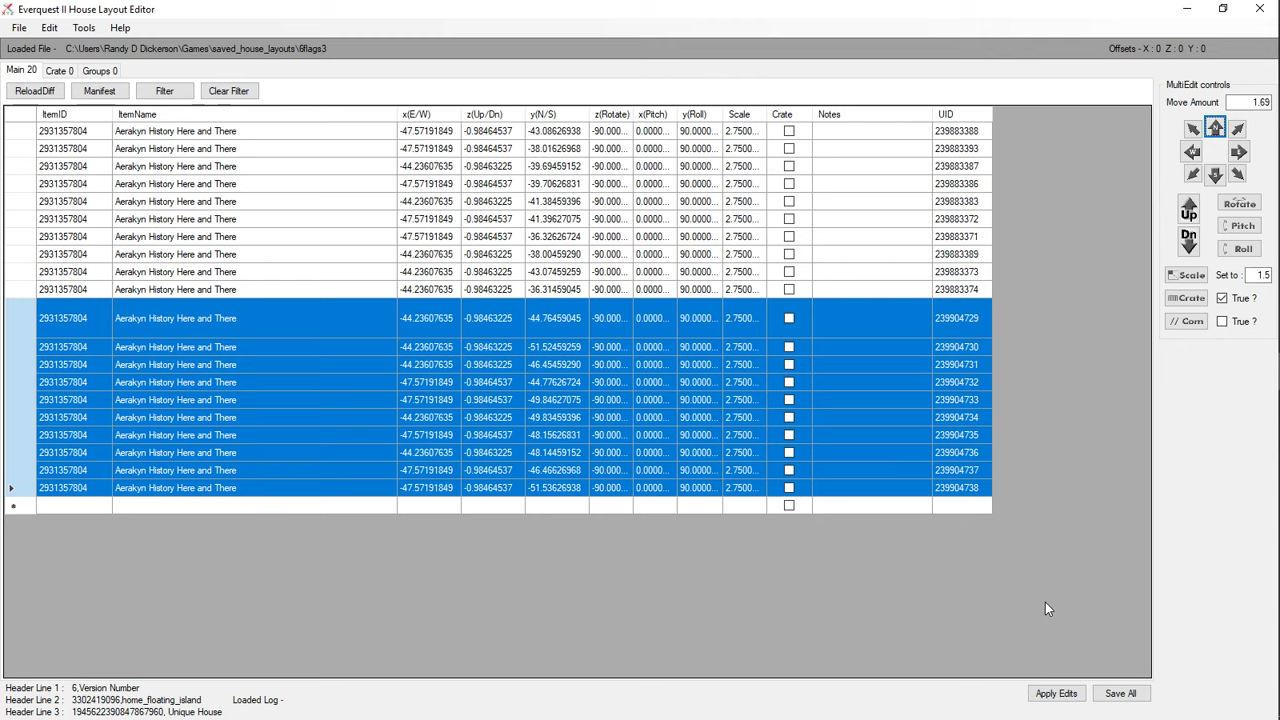 Everquest II House Layout Editor
File Edit Tools Help
Loaded File - C:\Users\Randy D Dickerson\Games\saved_house_layouts\6flags3 Offsets - X : 0 Z : 0 Y : 0
Main 20 Crate 0 Groups 0
ReloadDiff Manifest Filter Clear Filter
ItemID ItemName x(E/W) z(Up/Dn) y(N/S) z(Rotate) x(Pitch) y(Roll) Scale Crate Notes UID
2931357804 Aerakyn History Here and There -47.57191849 -0.98464537 -43.08626938 -90.000... 0.0000... 90.0000... 2.7500... 239883388
2931357804 Aerakyn History Here and There -47.57191849 -0.98464537 -38.01626968 -90.000... 0.0000... 90.0000... 2.7500... 239883393
2931357804 Aerakyn History Here and There -44.23607635 -0.98463225 -39.69459152 -90.000... 0.0000... 90.0000... 2.7500... 239883387
2931357804 Aerakyn History Here and There -47.57191849 -0.98464537 -39.70626831 -90.000... 0.0000... 90.0000... 2.7500... 239883386
2931357804 Aerakyn History Here and There -44.23607635 -0.98463225 -41.38459396 -90.000... 0.0000... 90.0000... 2.7500... 239883383
2931357804 Aerakyn History Here and There -47.57191849 -0.98464537 -41.39627075 -90.000... 0.0000... 90.0000... 2.7500... 239883372
2931357804 Aerakyn History Here and There -47.57191849 -0.98464537 -36.32626724 -90.000... 0.0000... 90.0000... 2.7500... 239883371
2931357804 Aerakyn History Here and There -44.23607635 -0.98463225 -38.00459290 -90.000... 0.0000... 90.0000... 2.7500... 239883389
2931357804 Aerakyn History Here and There -44.23607635 -0.98463225 -43.07459259 -90.000... 0.0000... 90.0000... 2.7500... 239883373
2931357804 Aerakyn History Here and There -44.23607635 -0.98463225 -36.31459045 -90.000... 0.0000... 90.0000... 2.7500... 239883374
2931357804 Aerakyn History Here and There -44.23607635 -0.98463225 -44.76459045 -90.000... 0.0000... 90.0000... 2.7500... 239904729
2931357804 Aerakyn History Here and There -44.23607635 -0.98463225 -51.52459259 -90.000... 0.0000... 90.0000... 2.7500... 239904730
2931357804 Aerakyn History Here and There -44.23607635 -0.98463225 -46.45459290 -90.000... 0.0000... 90.0000... 2.7500... 239904731
2931357804 Aerakyn History Here and There -47.57191849 -0.98464537 -44.77626724 -90.000... 0.0000... 90.0000... 2.7500... 239904732
2931357804 Aerakyn History Here and There -47.57191849 -0.98464537 -49.84627075 -90.000... 0.0000... 90.0000... 2.7500... 239904733
2931357804 Aerakyn History Here and There -44.23607635 -0.98463225 -49.83459396 -90.000... 0.0000... 90.0000... 2.7500... 239904734
2931357804 Aerakyn History Here and There -47.57191849 -0.98464537 -48.15626831 -90.000... 0.0000... 90.0000... 2.7500... 239904735
2931357804 Aerakyn History Here and There -44.23607635 -0.98463225 -48.14459152 -90.000... 0.0000... 90.0000... 2.7500... 239904736
2931357804 Aerakyn History Here and There -47.57191849 -0.98464537 -46.46626968 -90.000... 0.0000... 90.0000... 2.7500... 239904737
2931357804 Aerakyn History Here and There -47.57191849 -0.98464537 -51.53626938 -90.000... 0.0000... 90.0000... 2.7500... 239904738
MultiEdit controls
Move Amount 1.69
N
W E
S
Up Rotate
Pitch
Dn Roll
Scale Set to : 1.5
Crate True ?
// Com True ?
Header Line 1 : 6,Version Number
Header Line 2 : 3302419096,home_floating_island Loaded Log -
Header Line 3 : 1945622390847867960, Unique House
Apply Edits Save All